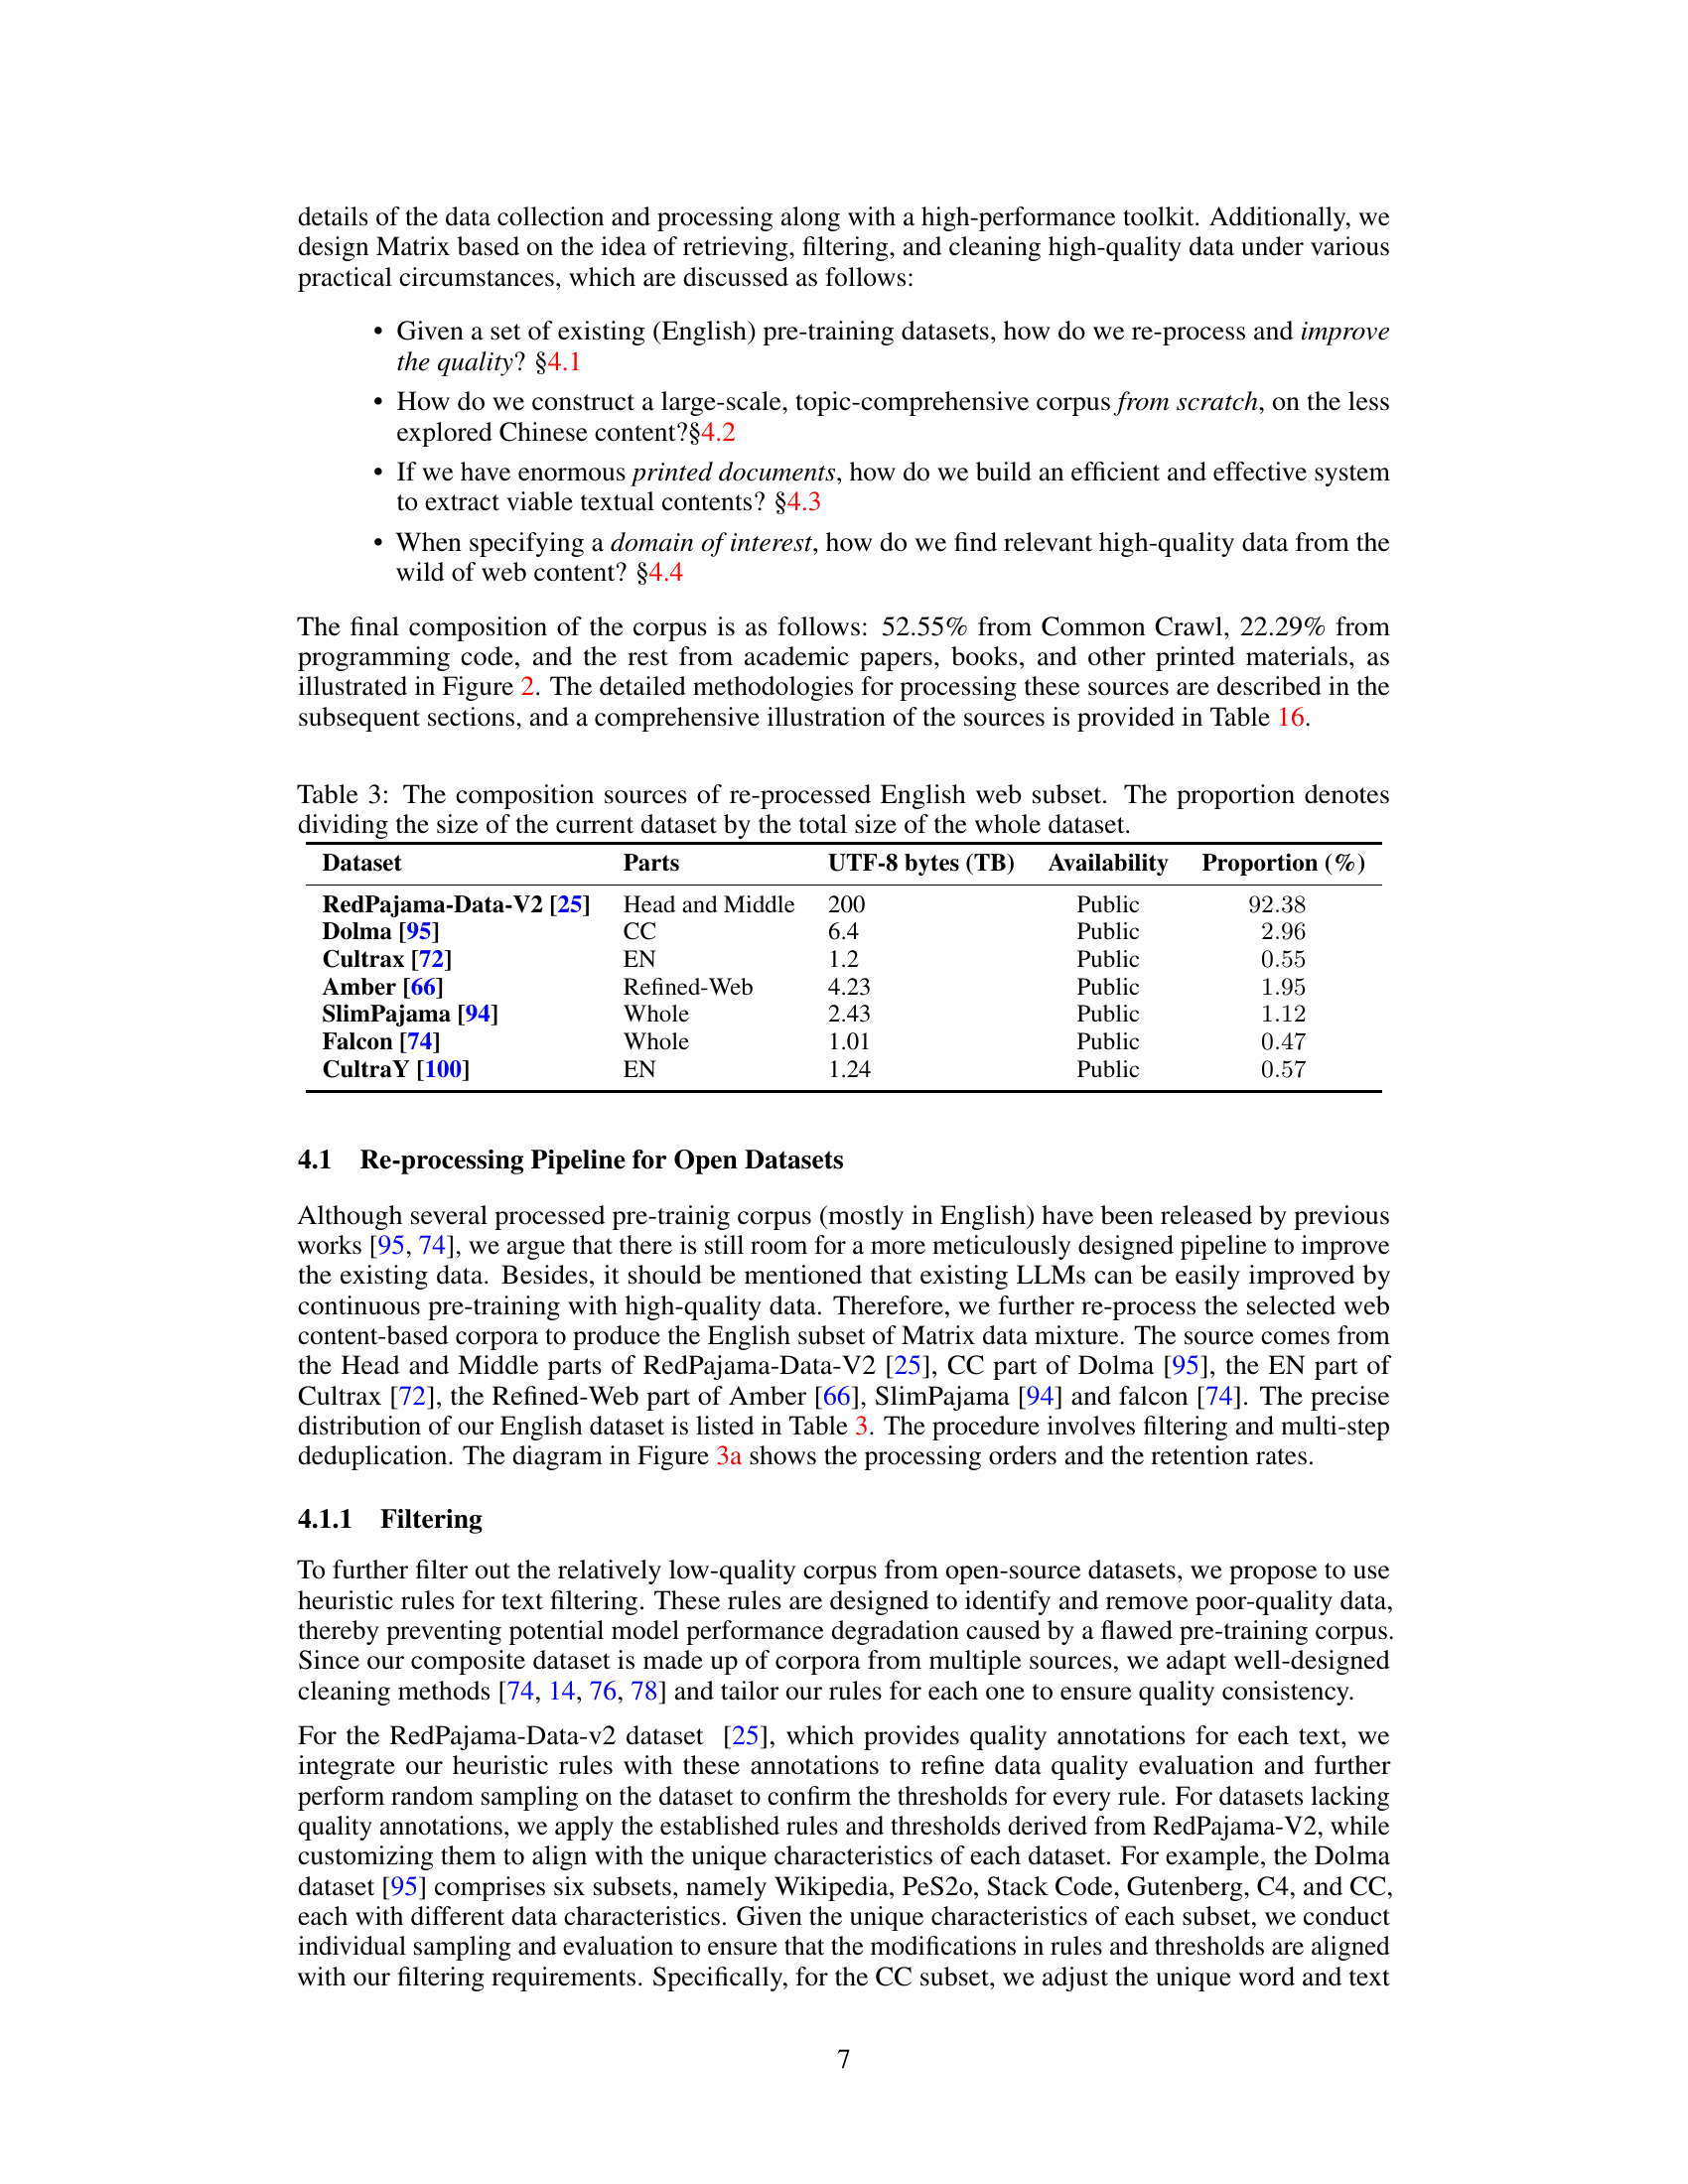 details of the data collection and processing along with a high-performance toolkit. Additionally, we
design Matrix based on the idea of retrieving, filtering, and cleaning high-quality data under various
practical circumstances, which are discussed as follows:
• Given a set of existing (English) pre-training datasets, how do we re-process and improve
the quality? §4.1
• How do we construct a large-scale, topic-comprehensive corpus from scratch, on the less
explored Chinese content?§4.2
• If we have enormous printed documents, how do we build an efficient and effective system
to extract viable textual contents? §4.3
• When specifying a domain of interest, how do we find relevant high-quality data from the
wild of web content? §4.4
The final composition of the corpus is as follows: 52.55% from Common Crawl, 22.29% from
programming code, and the rest from academic papers, books, and other printed materials, as
illustrated in Figure 2. The detailed methodologies for processing these sources are described in the
subsequent sections, and a comprehensive illustration of the sources is provided in Table 16.
Table 3: The composition sources of re-processed English web subset. The proportion denotes
dividing the size of the current dataset by the total size of the whole dataset.
Dataset Parts UTF-8 bytes (TB) Availability Proportion (%)
RedPajama-Data-V2 [25] Head and Middle 200 Public 92.38
Dolma [95] CC 6.4 Public 2.96
Cultrax [72] EN 1.2 Public 0.55
Amber [66] Refined-Web 4.23 Public 1.95
SlimPajama [94] Whole 2.43 Public 1.12
Falcon [74] Whole 1.01 Public 0.47
CultraY [100] EN 1.24 Public 0.57
4.1 Re-processing Pipeline for Open Datasets
Although several processed pre-trainig corpus (mostly in English) have been released by previous
works [95, 74], we argue that there is still room for a more meticulously designed pipeline to improve
the existing data. Besides, it should be mentioned that existing LLMs can be easily improved by
continuous pre-training with high-quality data. Therefore, we further re-process the selected web
content-based corpora to produce the English subset of Matrix data mixture. The source comes from
the Head and Middle parts of RedPajama-Data-V2 [25], CC part of Dolma [95], the EN part of
Cultrax [72], the Refined-Web part of Amber [66], SlimPajama [94] and falcon [74]. The precise
distribution of our English dataset is listed in Table 3. The procedure involves filtering and multi-step
deduplication. The diagram in Figure 3a shows the processing orders and the retention rates.
4.1.1 Filtering
To further filter out the relatively low-quality corpus from open-source datasets, we propose to use
heuristic rules for text filtering. These rules are designed to identify and remove poor-quality data,
thereby preventing potential model performance degradation caused by a flawed pre-training corpus.
Since our composite dataset is made up of corpora from multiple sources, we adapt well-designed
cleaning methods [74, 14, 76, 78] and tailor our rules for each one to ensure quality consistency.
For the RedPajama-Data-v2 dataset [25], which provides quality annotations for each text, we
integrate our heuristic rules with these annotations to refine data quality evaluation and further
perform random sampling on the dataset to confirm the thresholds for every rule. For datasets lacking
quality annotations, we apply the established rules and thresholds derived from RedPajama-V2, while
customizing them to align with the unique characteristics of each dataset. For example, the Dolma
dataset [95] comprises six subsets, namely Wikipedia, PeS2o, Stack Code, Gutenberg, C4, and CC,
each with different data characteristics. Given the unique characteristics of each subset, we conduct
individual sampling and evaluation to ensure that the modifications in rules and thresholds are aligned
with our filtering requirements. Specifically, for the CC subset, we adjust the unique word and text
7